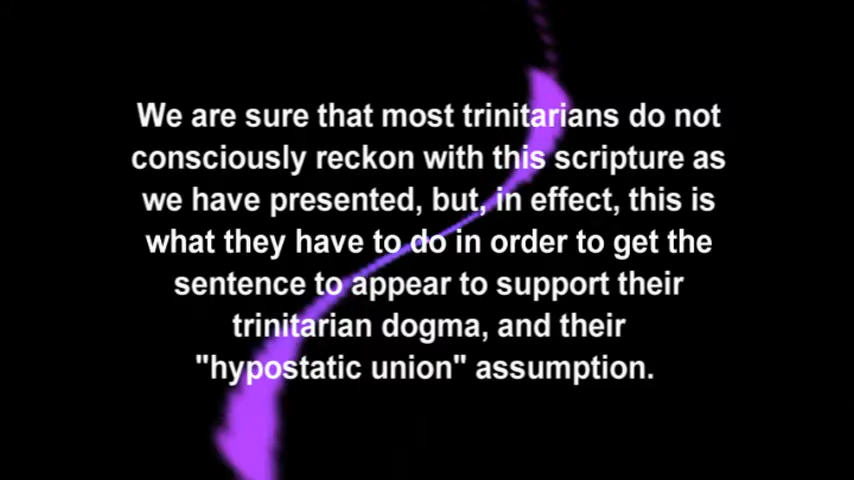 We are sure that most trinitarians do not
consciously reckon with this scripture as
we have presented, but, in effect, this is
what they have to do in order to get the
sentence to appear to support their
trinitarian dogma, and their
"hypostatic union" assumption.